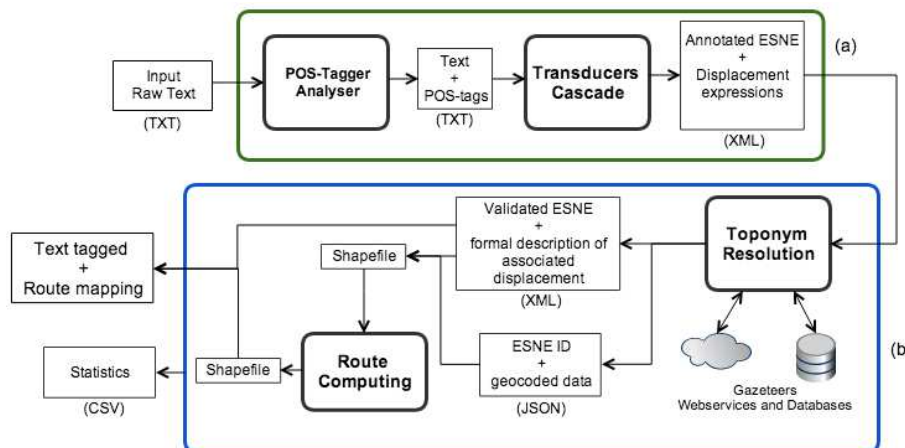 (a)
Input
Raw Text
(TXT)
POS-Tagger
Analyser
Text
+
POS-tags
(TXT)
Transducers
Cascade
Annotated ESNE
+
Displacement
expressions
(XML)
Text tagged
+
Route mapping
Shapefile
Validated ESNE
+
formal description of
associated
displacement
(XML)
Toponym
Resolution
Statistics
(CSV)
Shapefile
Route
Computing
ESNE ID
+
geocoded data
(JSON)
Gazeteers
Webservices and Databases
(b